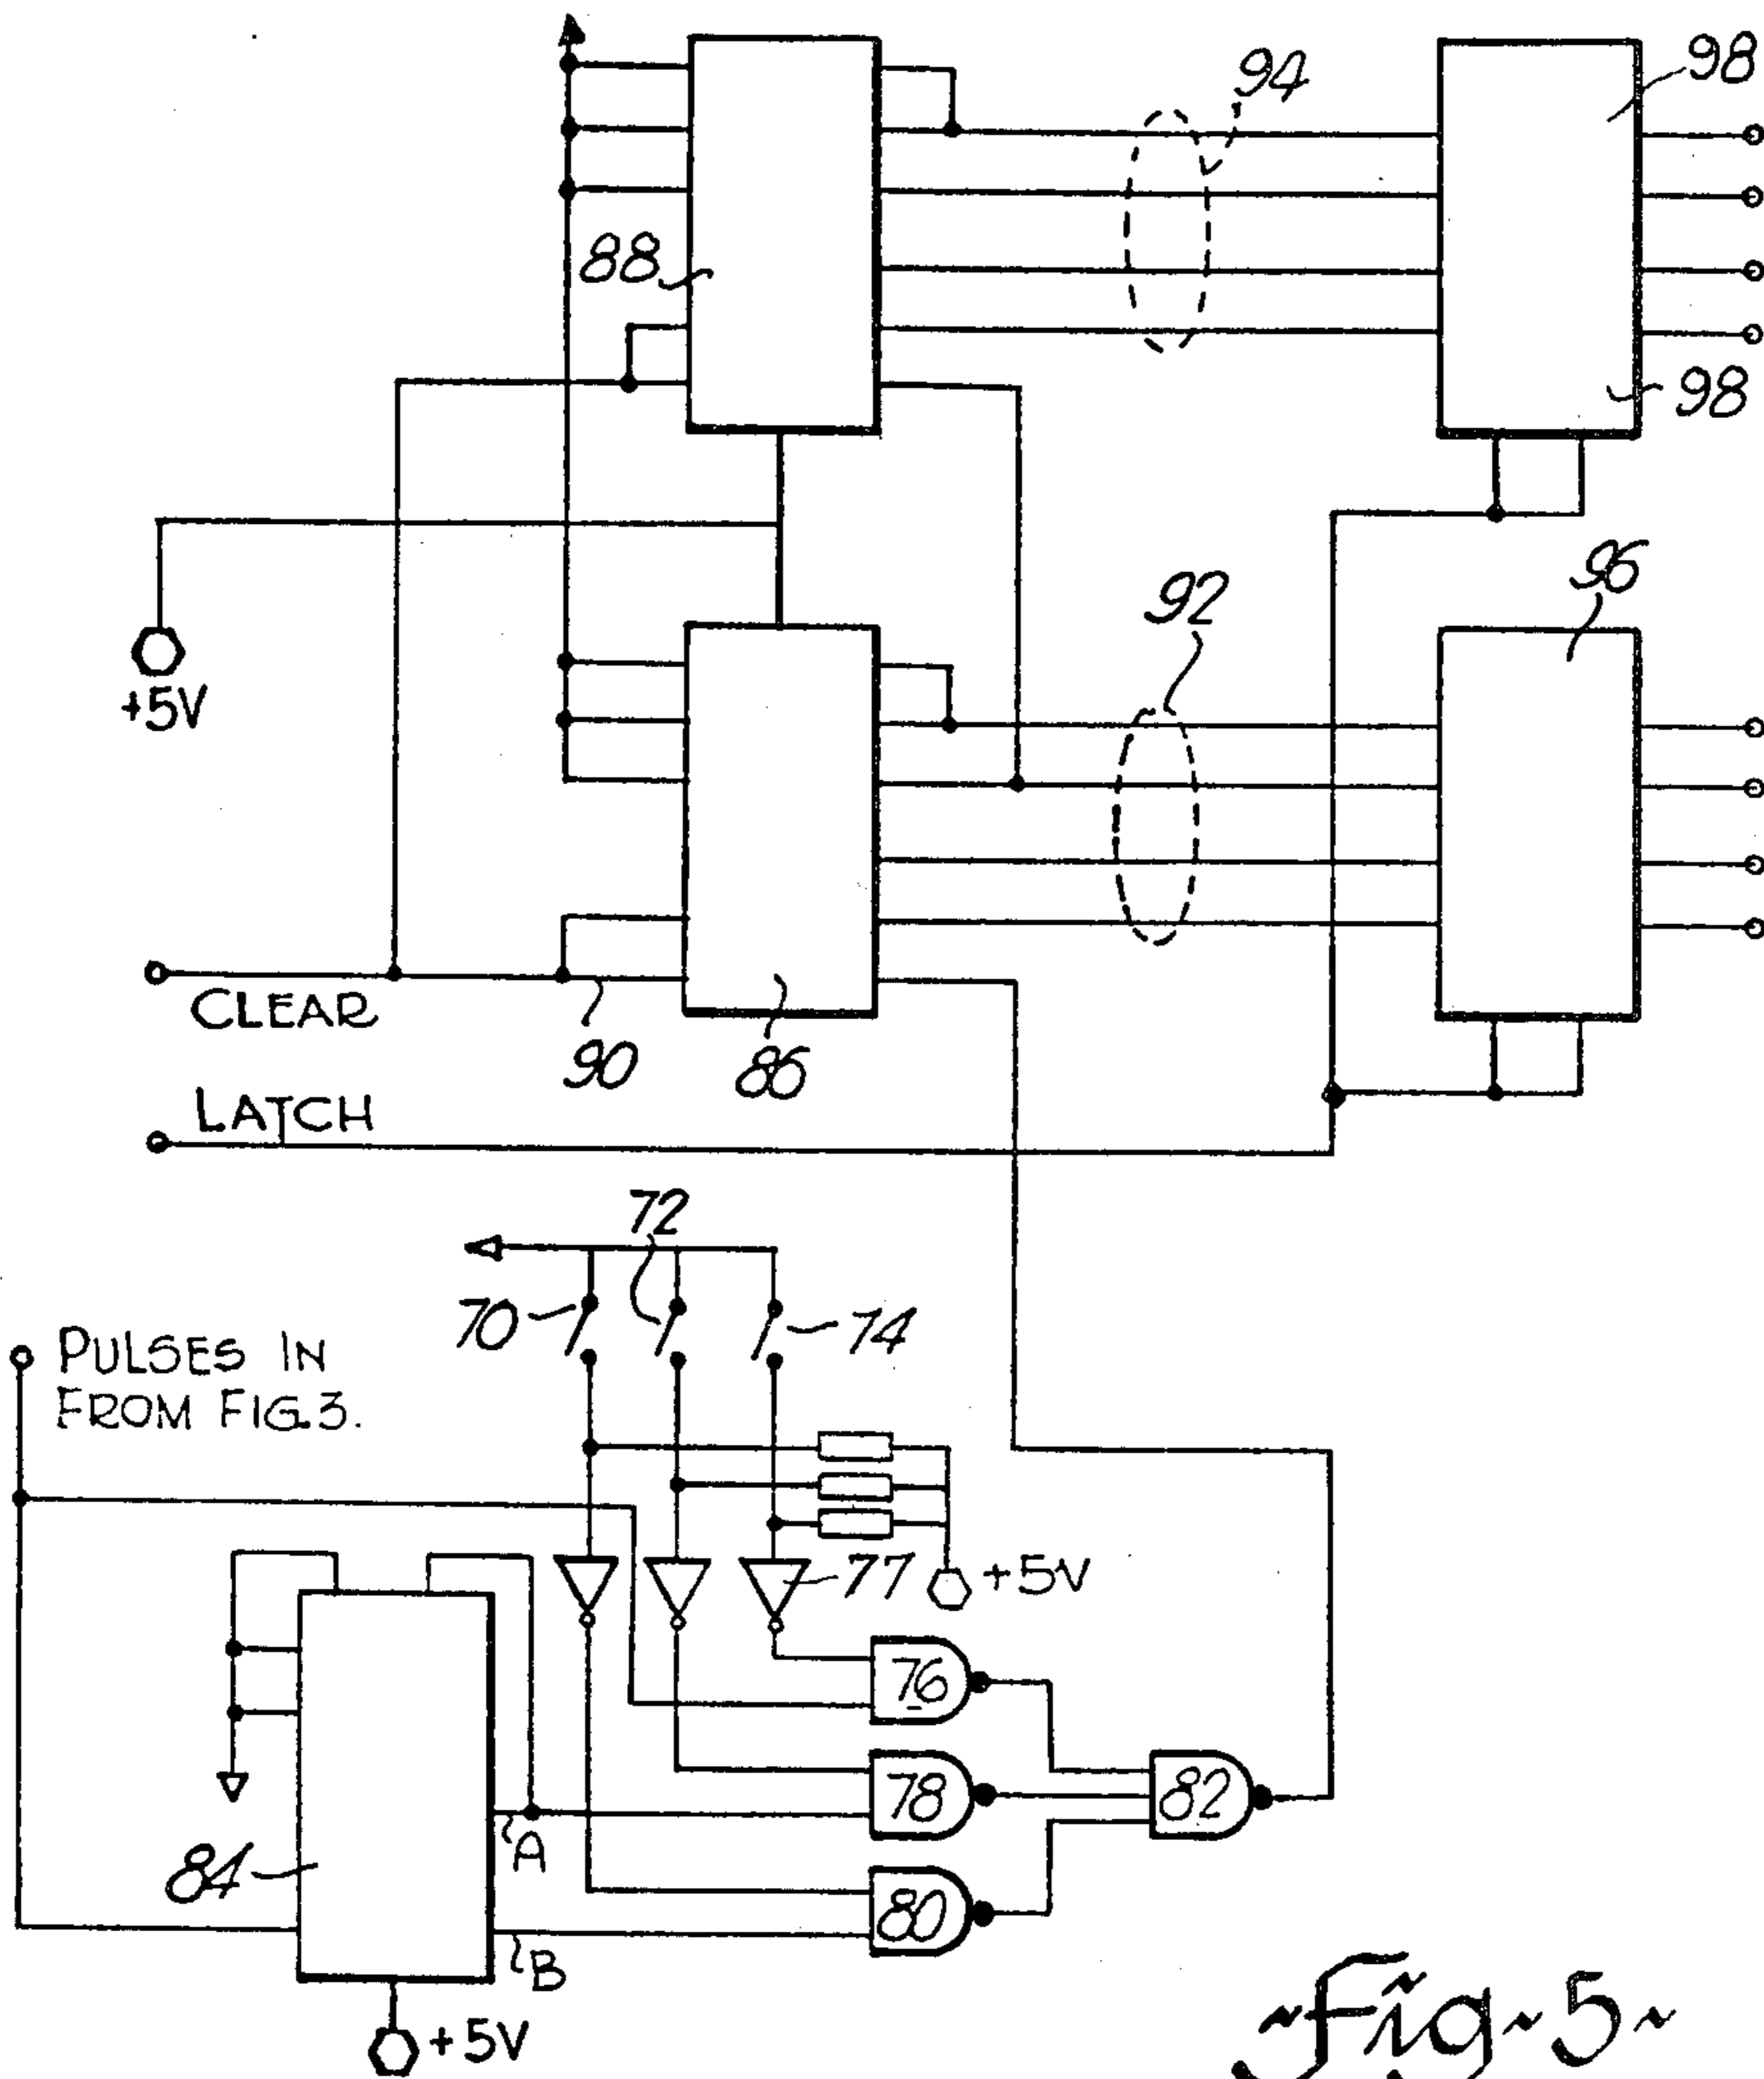 94
98
88
98
+5V
92
96
CLEAR
90
86
LATCH
72
70
74
PULSES IN
FROM FIG.3.
77
+5V
76
78
82
84
A
80
B
+5V
~Fig~5~